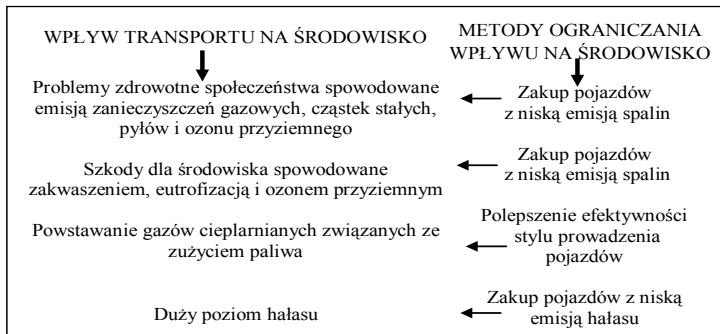 WPŁYW TRANSPORTU NA ŚRODOWISKO
METODY OGRANICZANIA
WPŁYWU NA ŚRODOWISKO
Problemy zdrowotne społeczeństwa spowodowane
emisją zanieczyszczeń gazowych, cząstek stałych,
pyłów i ozonu przyziemnego
Zakup pojazdów
z niską emisją spalin
Szkody dla środowiska spowodowane
zakwaszeniem, eutrofizacją i ozonem przyziemnym
Zakup pojazdów
z niską emisją spalin
Powstawanie gazów cieplarnianych związanych ze
zużyciem paliwa
Polepszenie efektywności
stylu prowadzenia
pojazdów
Duży poziom hałasu
Zakup pojazdów z niską
emisją hałasu